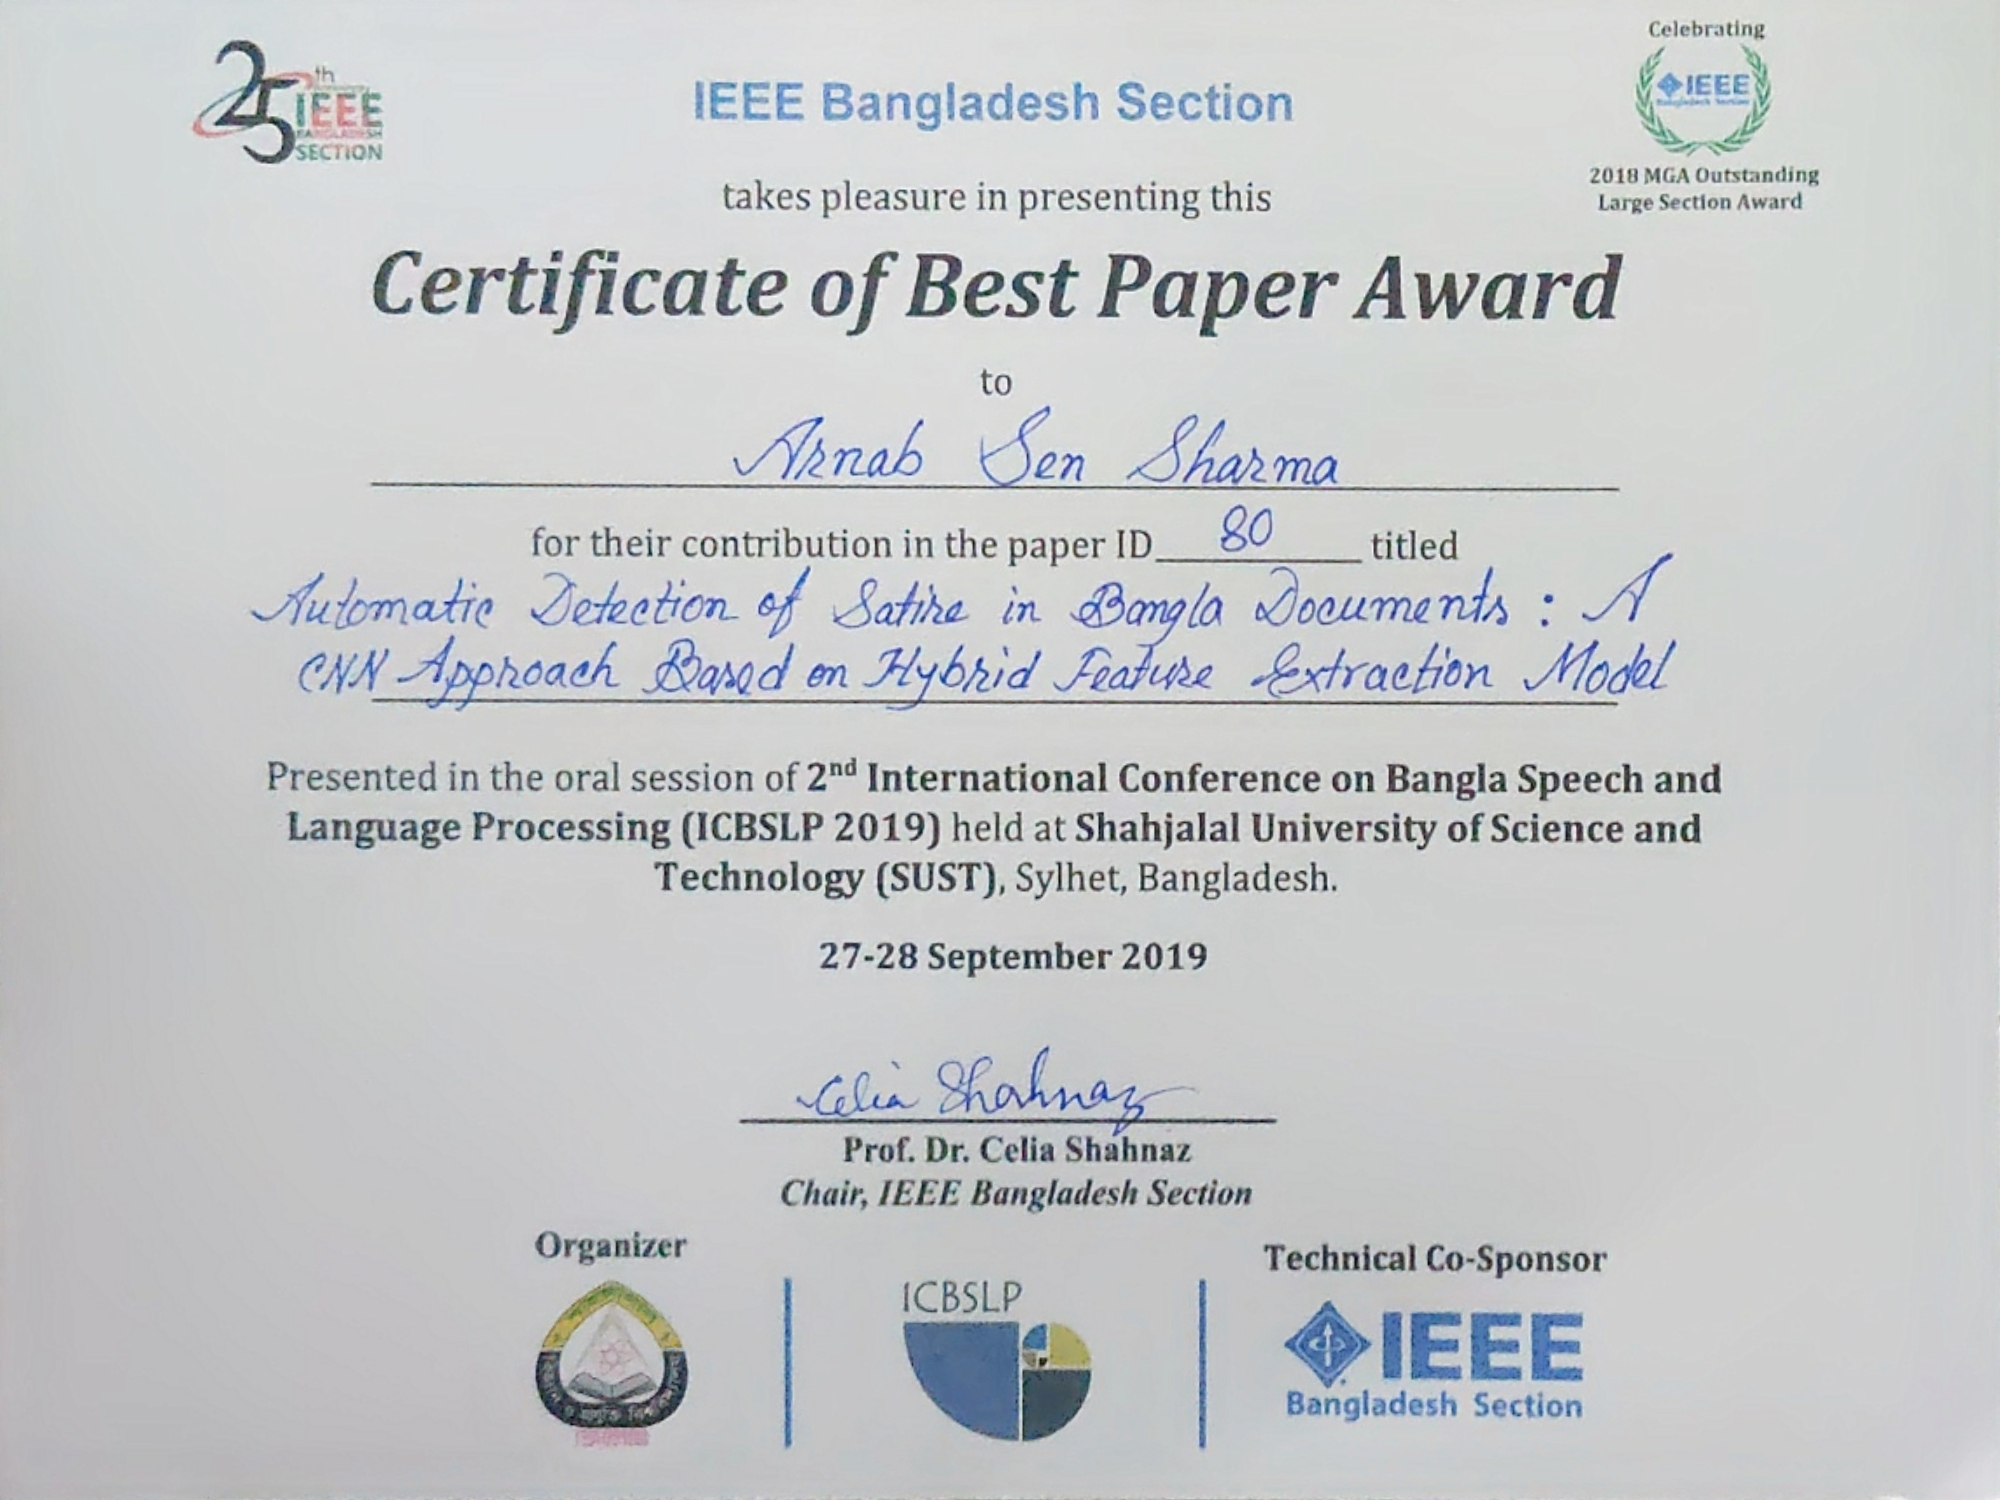 25th IEEE
BANGLADESH
SECTION
Celebrating
IEEE
Bangladesh Section
2018 MGA Outstanding
Large Section Award
IEEE Bangladesh Section
takes pleasure in presenting this
Certificate of Best Paper Award
to
Arnab Sen Sharma
for their contribution in the paper ID 80 titled
Automatic Detection of Satire in Bangla Documents : A
CNN Approach Based on Hybrid Feature Extraction Model
Presented in the oral session of 2nd International Conference on Bangla Speech and
Language Processing (ICBSLP 2019) held at Shahjalal University of Science and
Technology (SUST), Sylhet, Bangladesh.
27-28 September 2019
Celia Shahnaz
Prof. Dr. Celia Shahnaz
Chair, IEEE Bangladesh Section
Organizer
ICBSLP
Technical Co-Sponsor
IEEE
Bangladesh Section